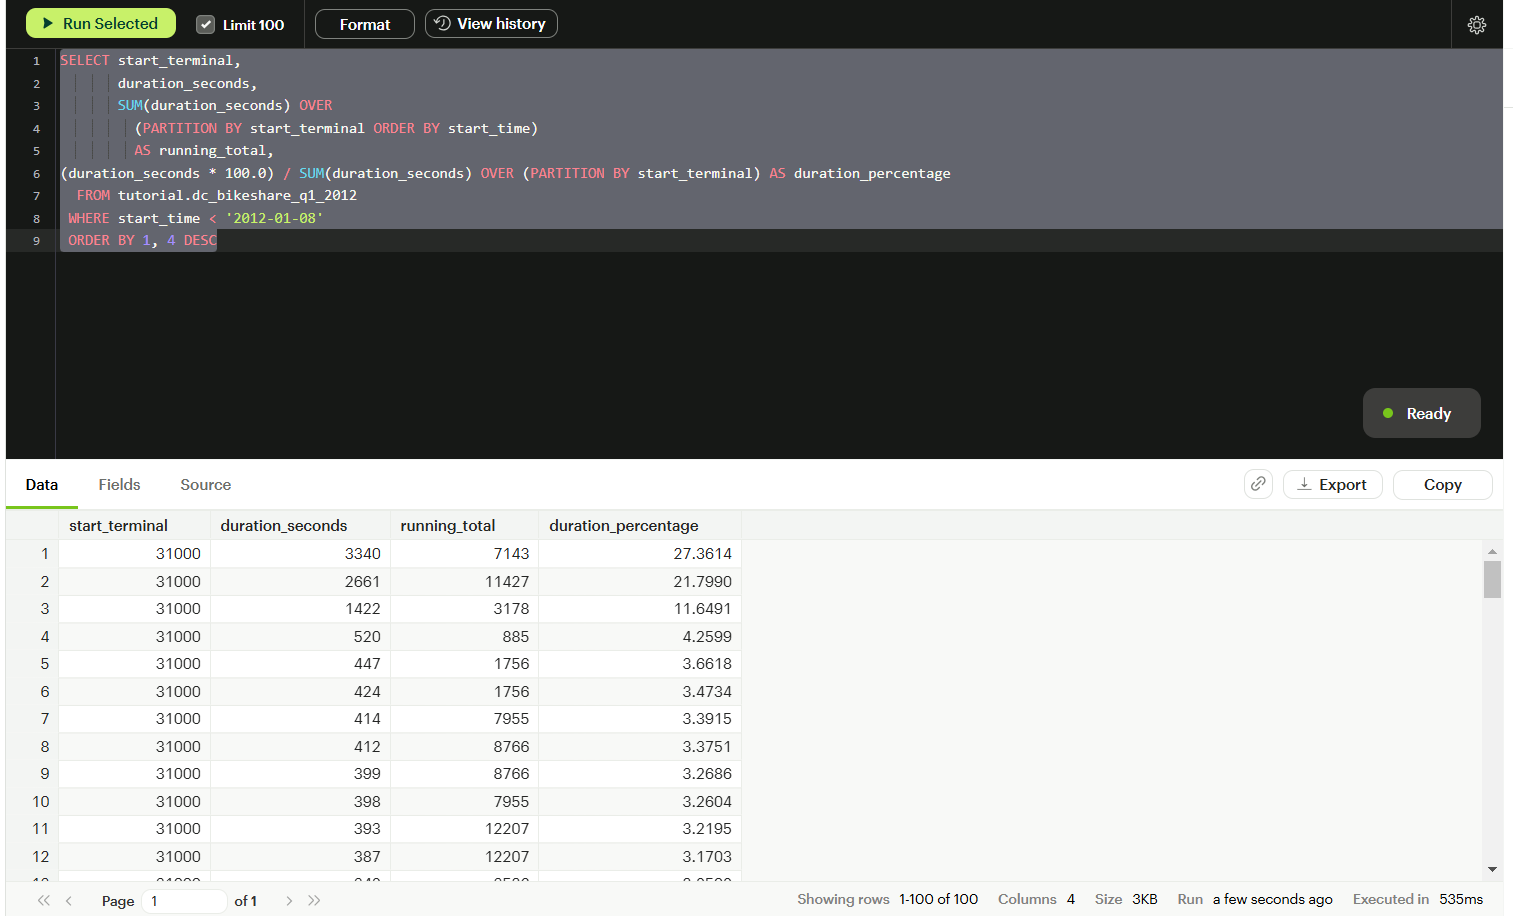 Run Selected Limit 100 Format View history
1 SELECT start_terminal,
2 duration_seconds,
3 SUM(duration_seconds) OVER
4 (PARTITION BY start_terminal ORDER BY start_time)
5 AS running_total,
6 (duration_seconds * 100.0) / SUM(duration_seconds) OVER (PARTITION BY start_terminal) AS duration_percentage
7 FROM tutorial.dc_bikeshare_q1_2012
8 WHERE start_time < '2012-01-08'
9 ORDER BY 1, 4 DESC
Ready
Data Fields Source Export Copy
start_terminal duration_seconds running_total duration_percentage
1 31000 3340 7143 27.3614
2 31000 2661 11427 21.7990
3 31000 1422 3178 11.6491
4 31000 520 885 4.2599
5 31000 447 1756 3.6618
6 31000 424 1756 3.4734
7 31000 414 7955 3.3915
8 31000 412 8766 3.3751
9 31000 399 8766 3.2686
10 31000 398 7955 3.2604
11 31000 393 12207 3.2195
12 31000 387 12207 3.1703
Page 1 of 1 Showing rows 1-100 of 100 Columns 4 Size 3KB Run a few seconds ago Executed in 535ms